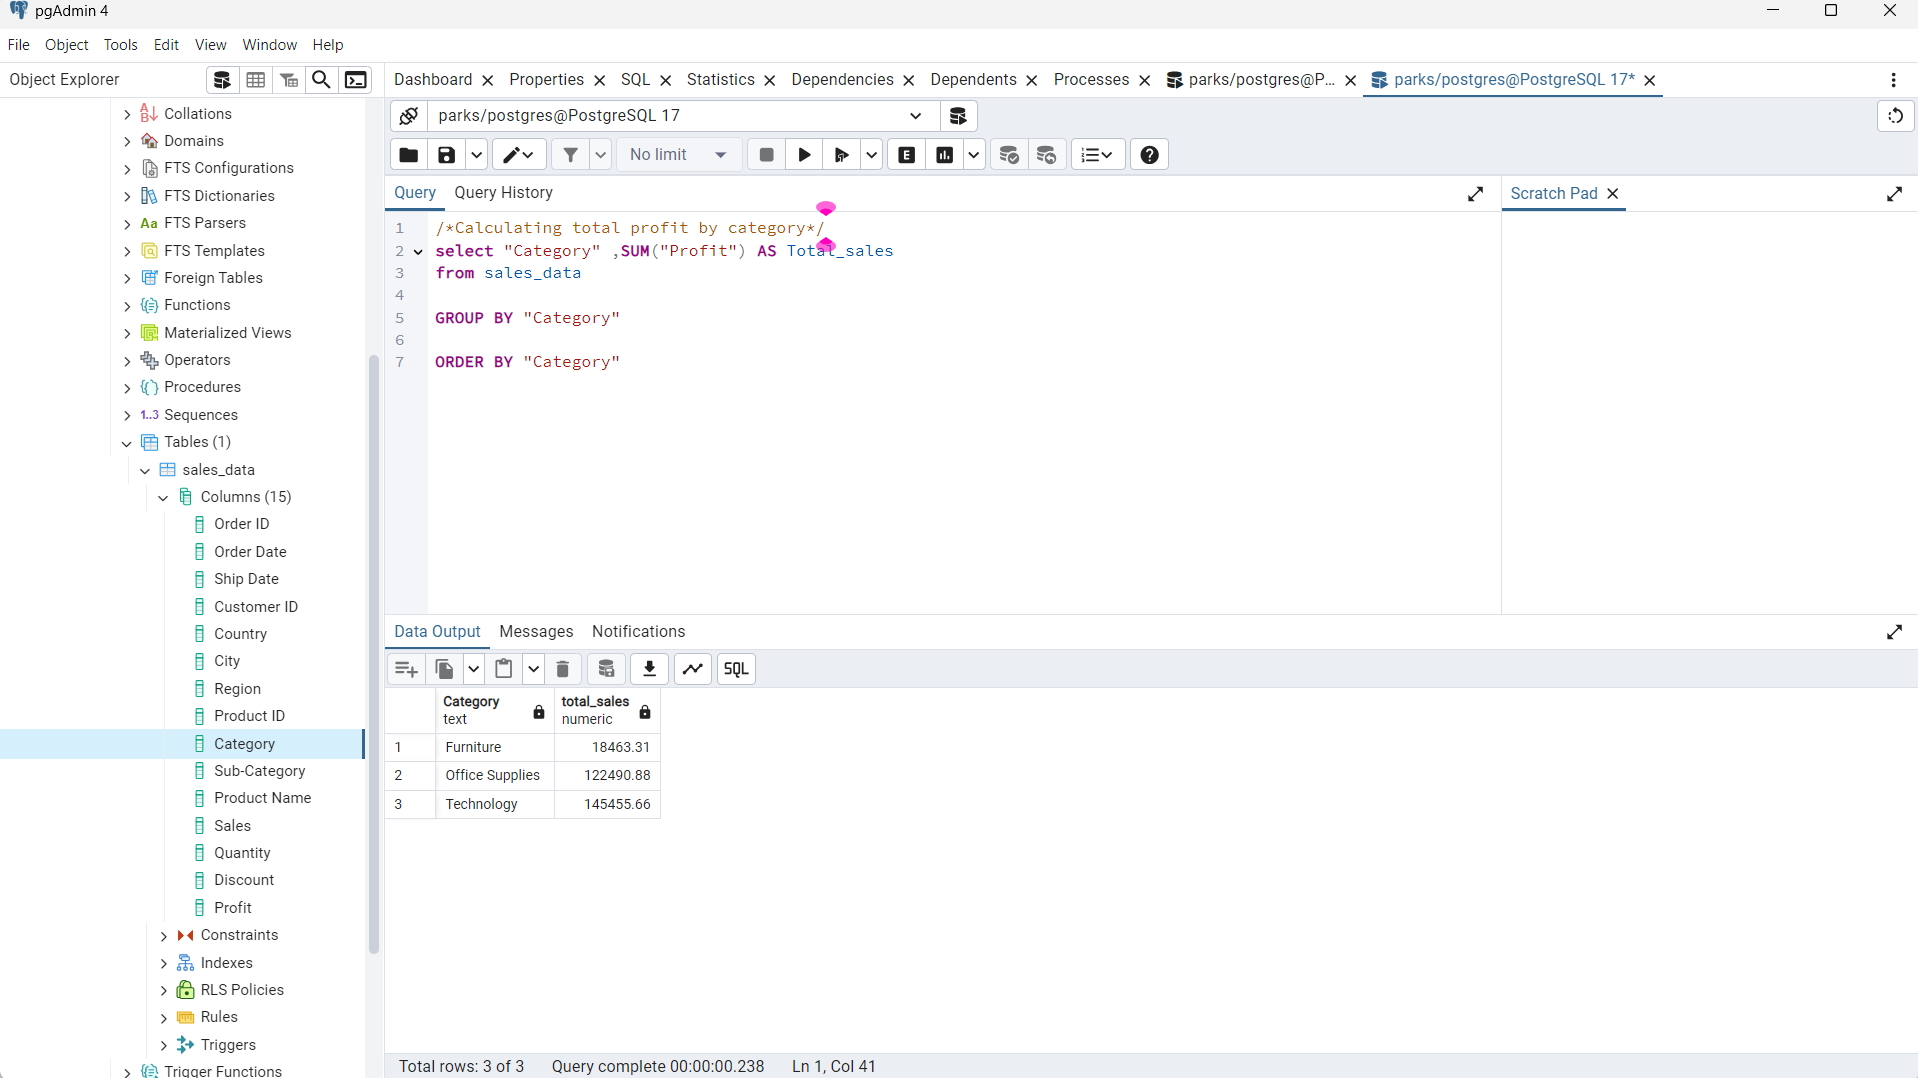 pgAdmin 4
File Object Tools Edit View Window Help
Object Explorer
Dashboard Properties SQL Statistics Dependencies Dependents Processes parks/postgres@P... parks/postgres@PostgreSQL 17*
parks/postgres@PostgreSQL 17
No limit
E
Query Query History
Scratch Pad
1 /*Calculating total profit by category*/
2 select "Category" ,SUM("Profit") AS Total_sales
3 from sales_data
4
5 GROUP BY "Category"
6
7 ORDER BY "Category"
Collations
Domains
FTS Configurations
FTS Dictionaries
Aa FTS Parsers
FTS Templates
Foreign Tables
Functions
Materialized Views
Operators
Procedures
1..3 Sequences
Tables (1)
sales_data
Columns (15)
Order ID
Order Date
Ship Date
Customer ID
Country
City
Region
Product ID
Category
Sub-Category
Product Name
Sales
Quantity
Discount
Profit
Constraints
Indexes
RLS Policies
Rules
Triggers
Trigger Functions
Data Output Messages Notifications
SQL
Category text total_sales numeric
1 Furniture 18463.31
2 Office Supplies 122490.88
3 Technology 145455.66
Total rows: 3 of 3 Query complete 00:00:00.238 Ln 1, Col 41